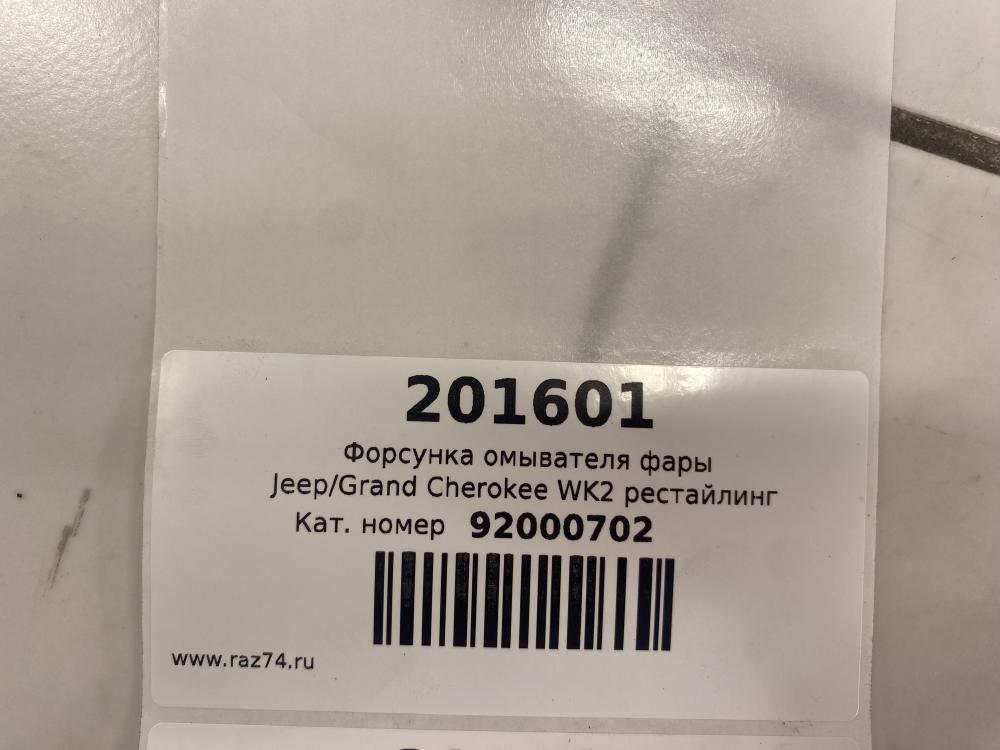 201601
Форсунка омывателя фары
Jeep/Grand Cherokee WK2 рестайлинг
Кат. номер 92000702
www.raz74.ru